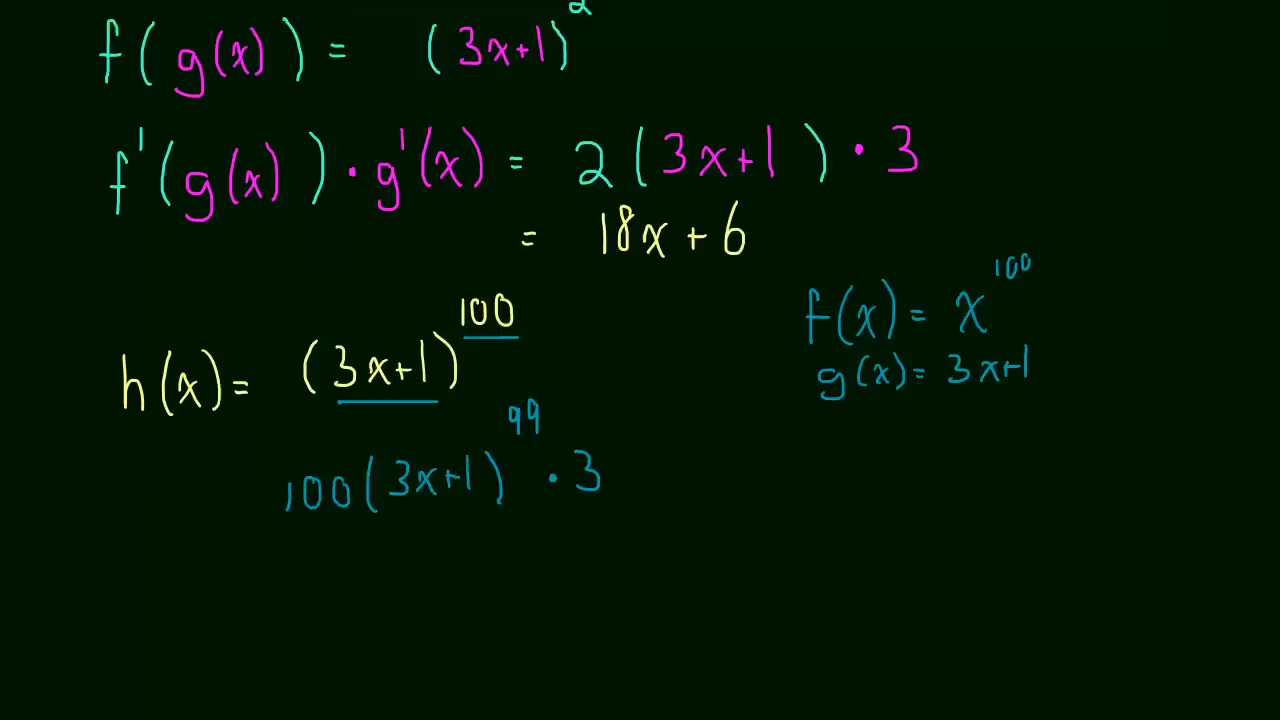 f(g(x)) = (3x+1)²
f'(g(x)) · g'(x) = 2(3x+1) · 3
= 18x + 6
f(x) = x¹⁰⁰
g(x) = 3x+1
h(x) = (3x+1)¹⁰⁰
100(3x+1)⁹⁹ · 3